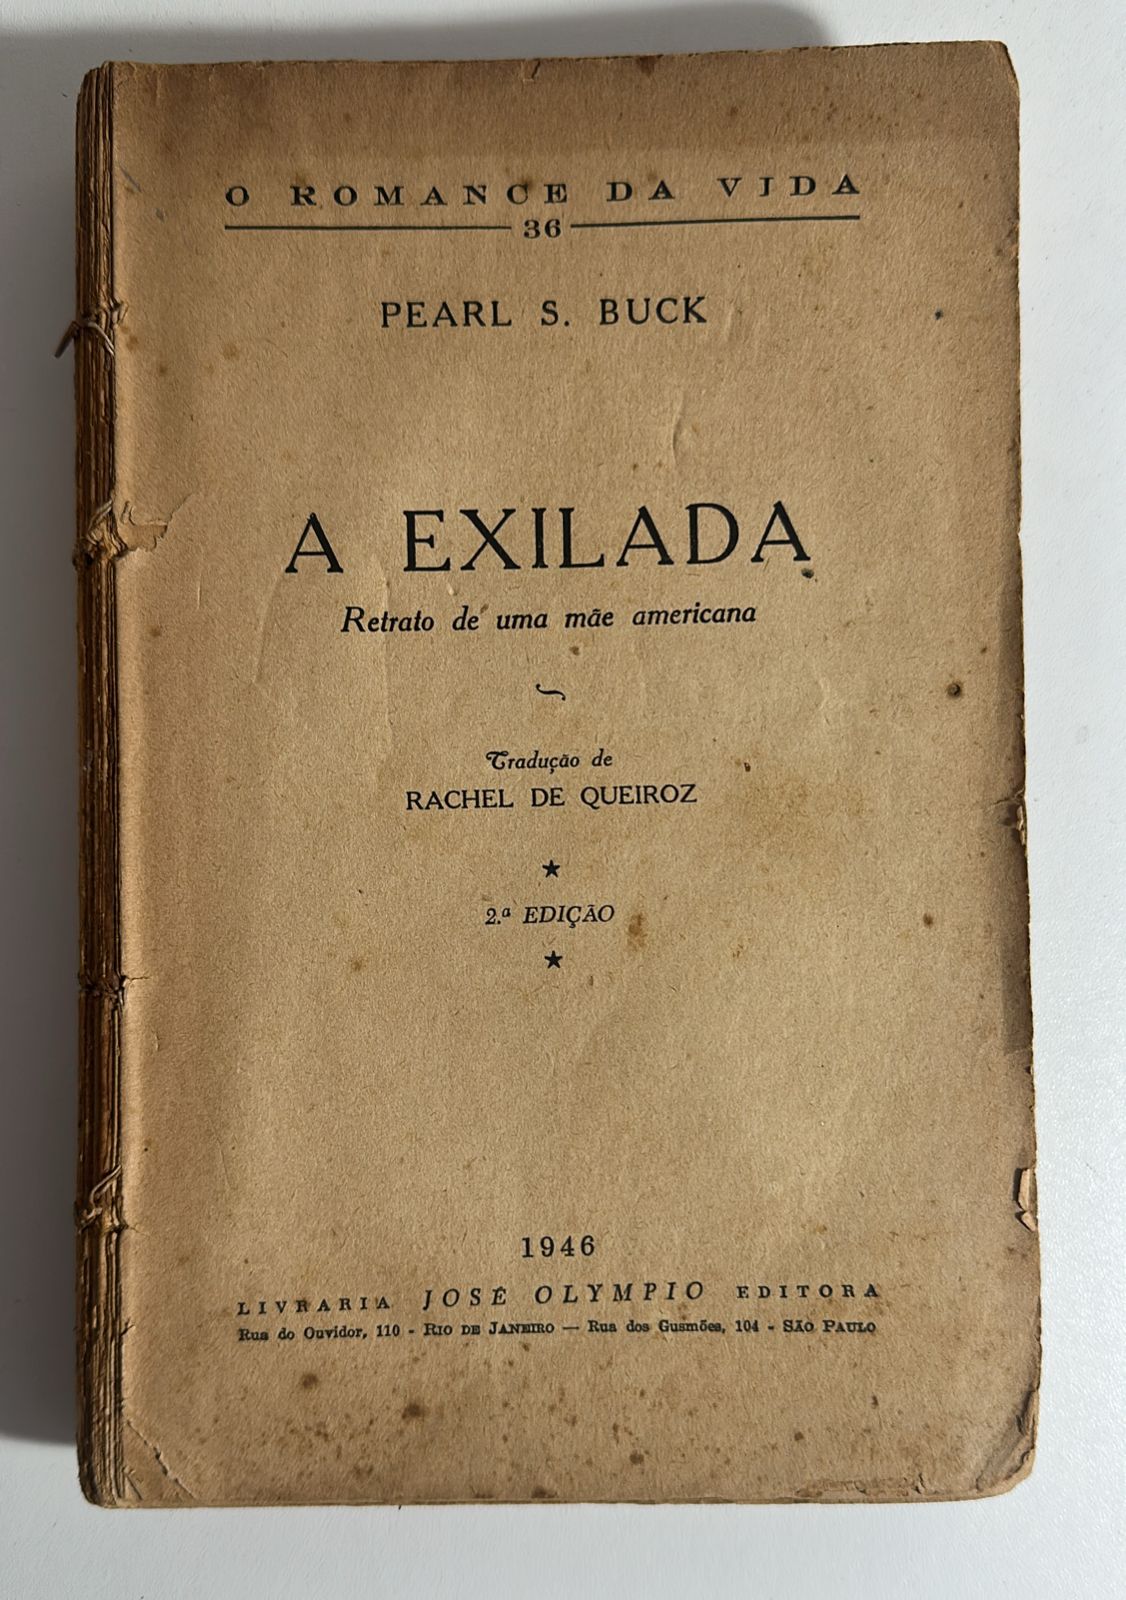 O ROMANCE DA VIDA
36
PEARL S. BUCK
A EXILADA
Retrato de uma mãe americana
Tradução de
RACHEL DE QUEIROZ
★
2.ª EDIÇÃO
★
1946
LIVRARIA JOSÉ OLYMPIO EDITORA
Rua do Ouvidor, 110 - RIO DE JANEIRO — Rua dos Gusmões, 104 - SÃO PAULO